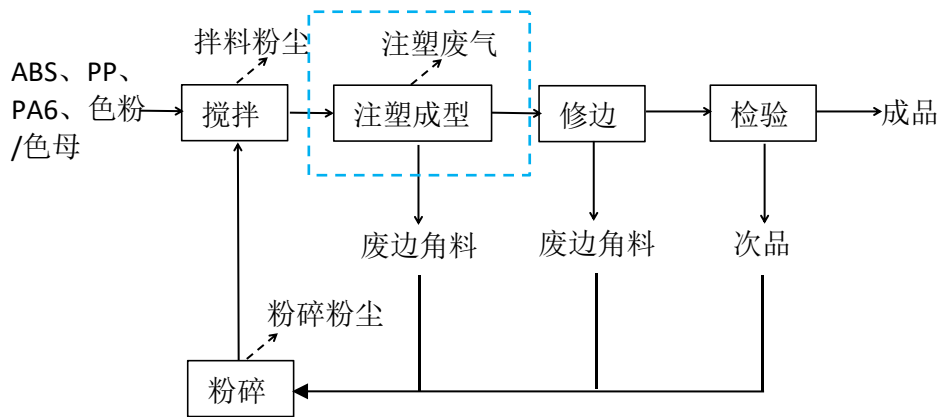 拌料粉尘
注塑废气
ABS、PP、
PA6、色粉
/色母
搅拌
注塑成型
修边
检验
成品
废边角料
废边角料
次品
粉碎粉尘
粉碎